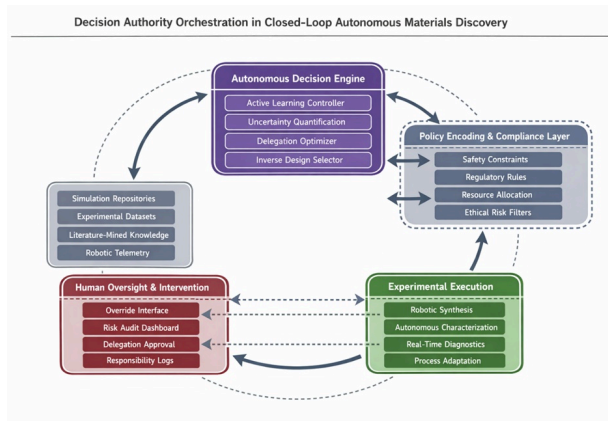 Decision Authority Orchestration in Closed-Loop Autonomous Materials Discovery
Autonomous Decision Engine
Active Learning Controller
Uncertainty Quantification
Delegation Optimizer
Inverse Design Selector
Policy Encoding & Compliance Layer
Safety Constraints
Regulatory Rules
Resource Allocation
Ethical Risk Filters
Simulation Repositories
Experimental Datasets
Literature-Mined Knowledge
Robotic Telemetry
Human Oversight & Intervention
Override Interface
Risk Audit Dashboard
Delegation Approval
Responsibility Logs
Experimental Execution
Robotic Synthesis
Autonomous Characterization
Real-Time Diagnostics
Process Adaptation